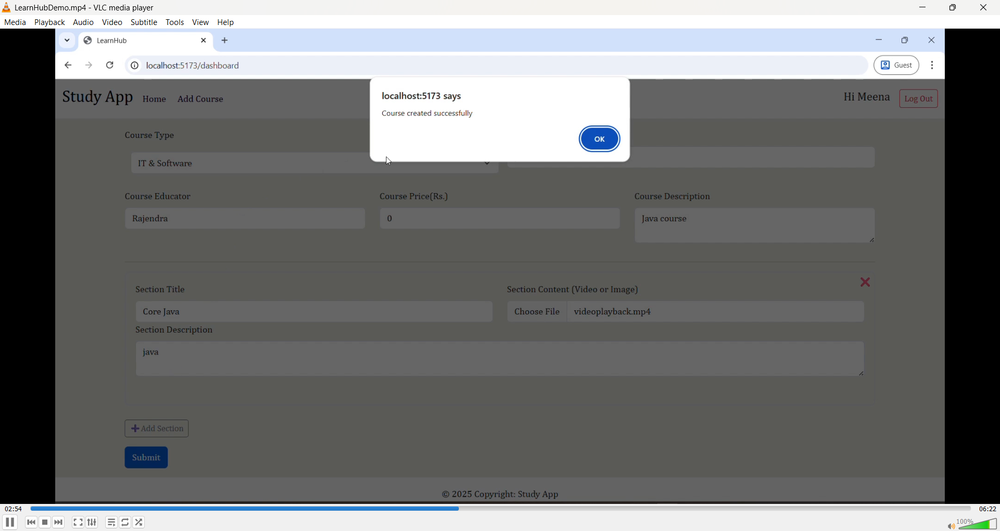 LearnHubDemo.mp4 - VLC media player
Media Playback Audio Video Subtitle Tools View Help
LearnHub
localhost:5173/dashboard
Guest
Study App Home Add Course
Hi Meena Log Out
localhost:5173 says
Course created successfully
OK
Course Type
IT & Software
Course Educator Course Price(Rs.) Course Description
Rajendra 0 Java course
Section Title Section Content (Video or Image)
Core Java Choose File videoplayback.mp4
Section Description
java
Add Section
Submit
© 2025 Copyright: Study App
02:54 06:22
100%